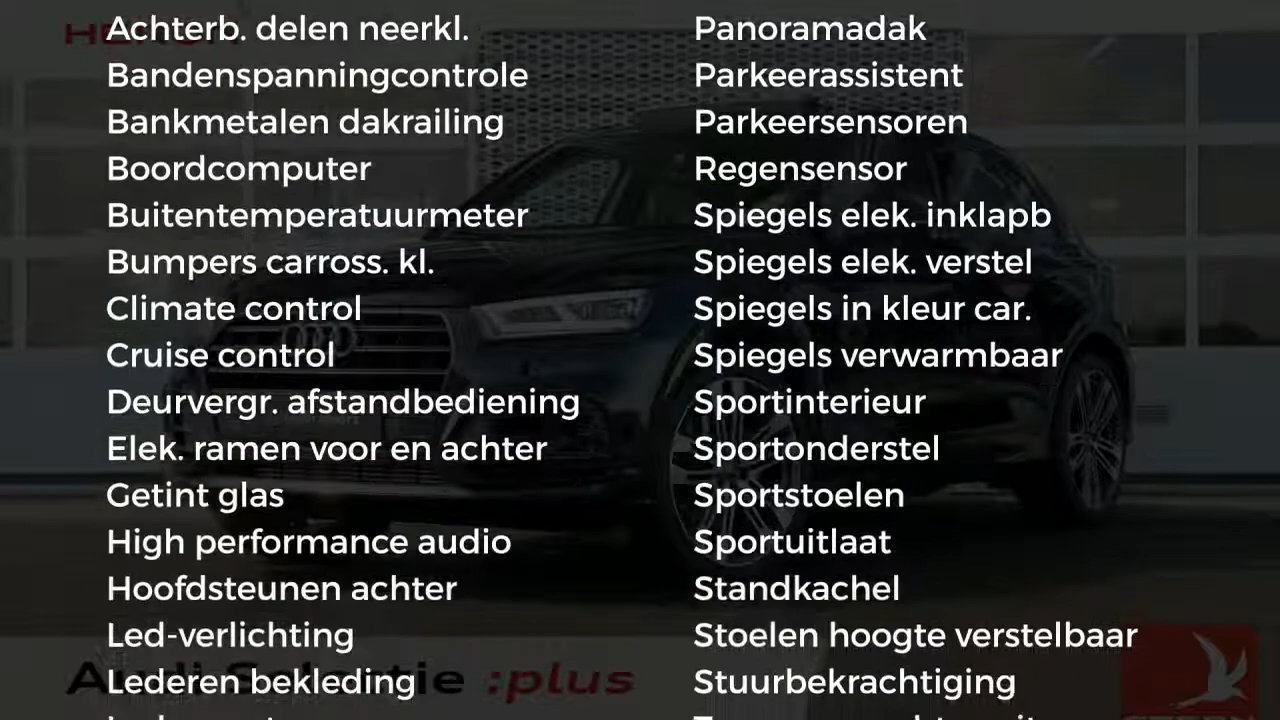 Achterb. delen neerkl.
Bandenspanningcontrole
Bankmetalen dakrailing
Boordcomputer
Buitentemperatuurmeter
Bumpers carross. kl.
Climate control
Cruise control
Deurvergr. afstandbediening
Elek. ramen voor en achter
Getint glas
High performance audio
Hoofdsteunen achter
Led-verlichting
Lederen bekleding
Panoramadak
Parkeerassistent
Parkeersensoren
Regensensor
Spiegels elek. inklapb
Spiegels elek. verstel
Spiegels in kleur car.
Spiegels verwarmbaar
Sportinterieur
Sportonderstel
Sportstoelen
Sportuitlaat
Standkachel
Stoelen hoogte verstelbaar
Stuurbekrachtiging
:plus